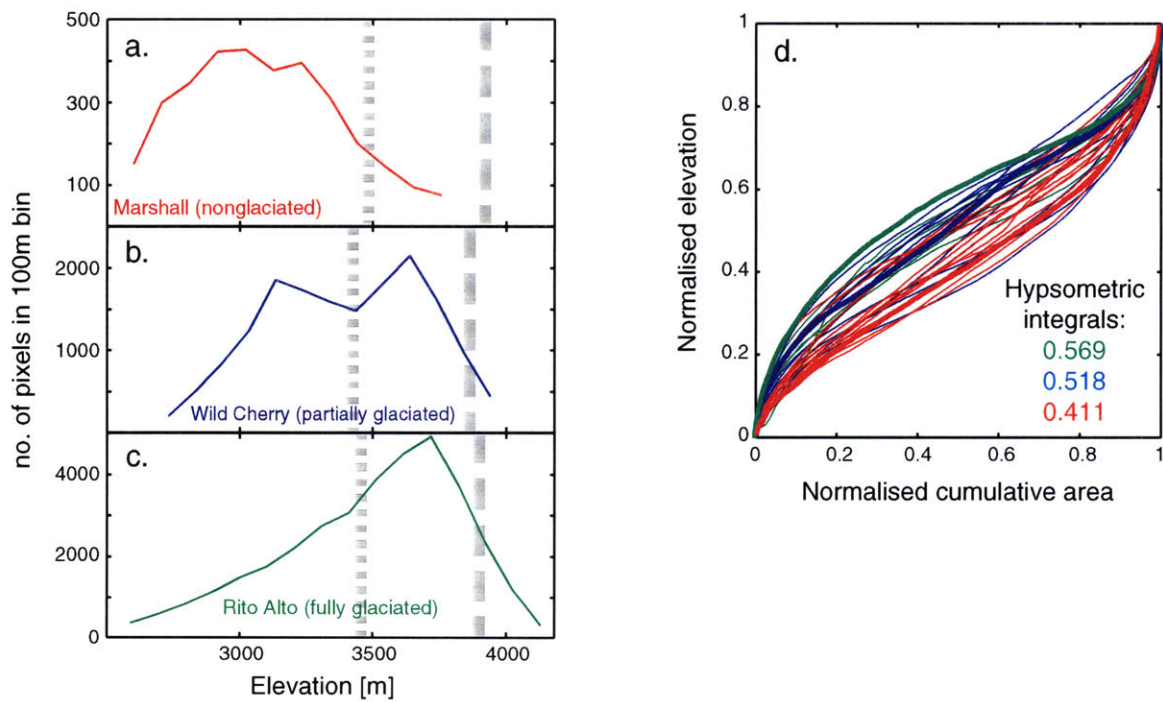 a.
500
300
100
Marshall (nonglaciated)
b.
2000
1000
Wild Cherry (partially glaciated)
c.
4000
2000
0
Rito Alto (fully glaciated)
3000 3500 4000
Elevation [m]
no. of pixels in 100m bin
d.
1
0.8
0.6
0.4
0.2
0
Normalised elevation
Hypsometric
integrals:
0.569
0.518
0.411
0 0.2 0.4 0.6 0.8 1
Normalised cumulative area